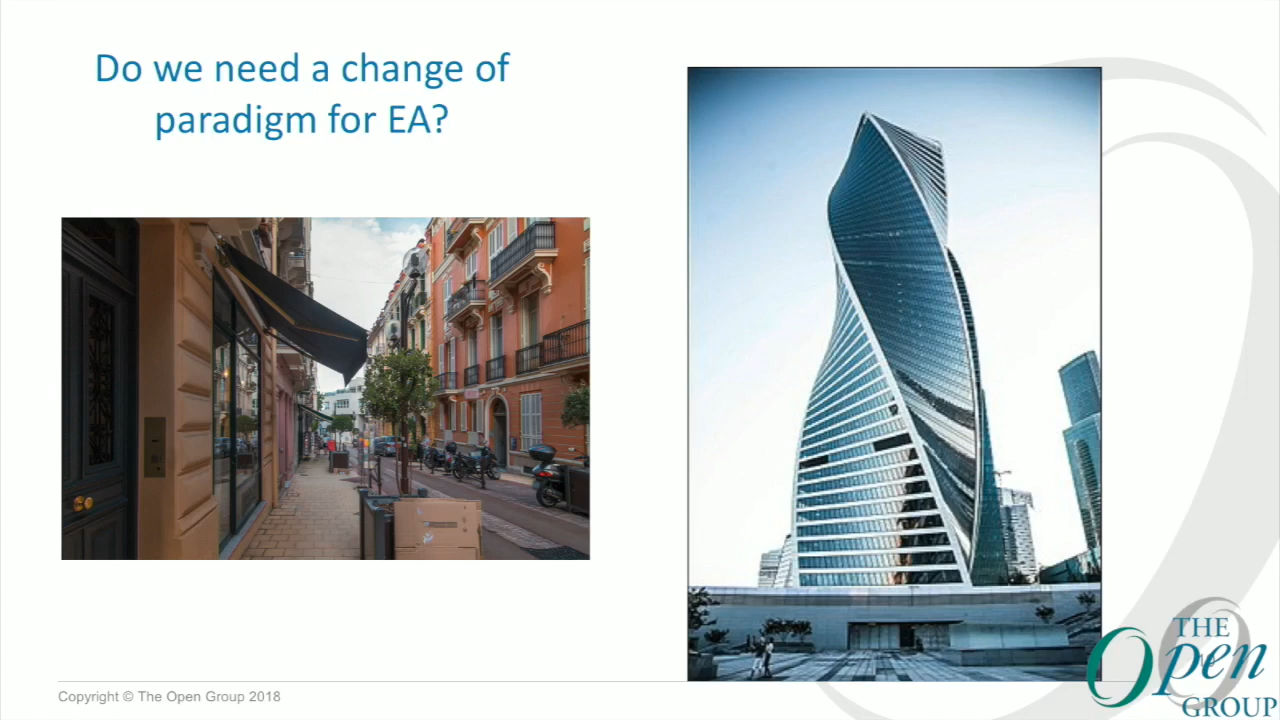 Do we need a change of
paradigm for EA?
Copyright © The Open Group 2018
THE
Open
GROUP